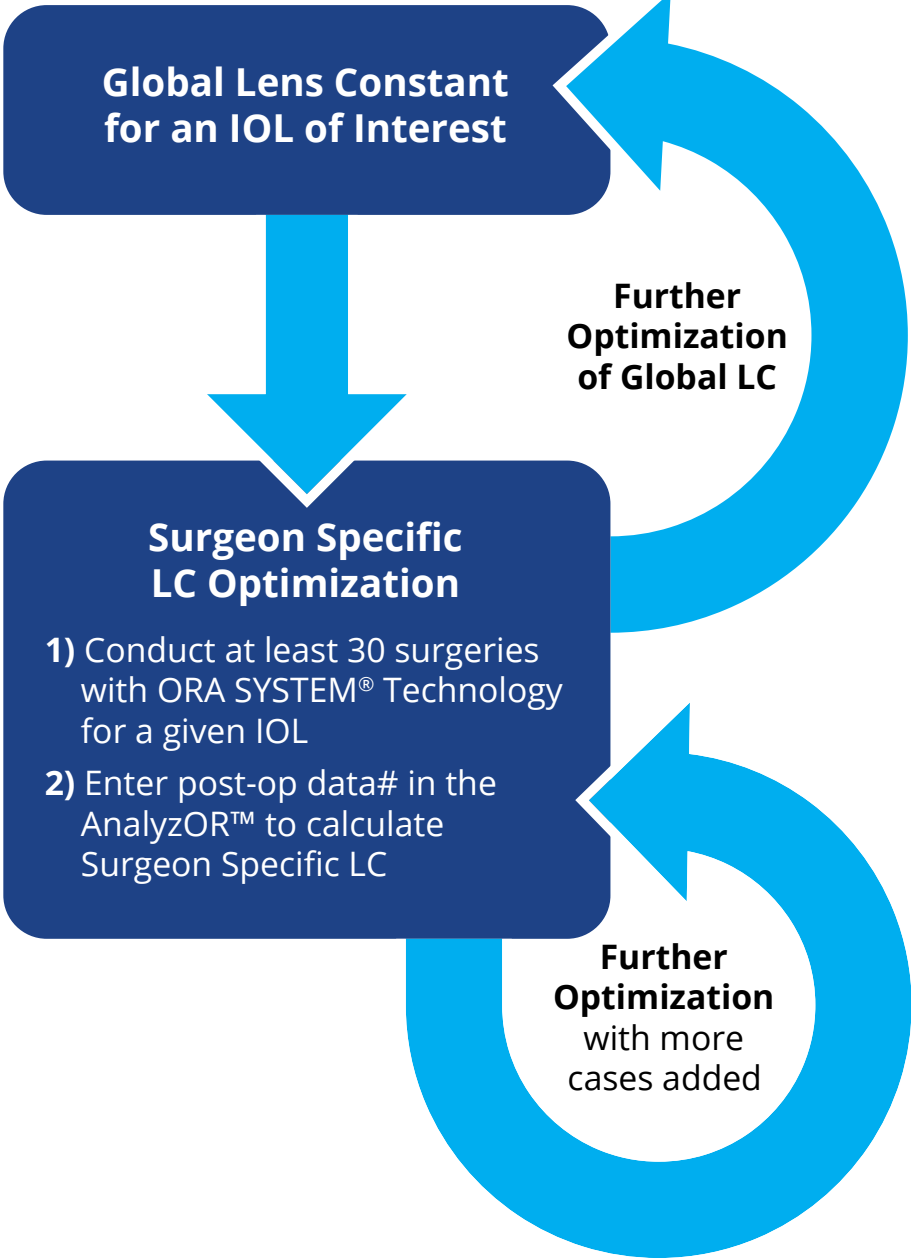 Global Lens Constant
for an IOL of Interest
Further
Optimization
of Global LC
Surgeon Specific
LC Optimization
1) Conduct at least 30 surgeries
with ORA SYSTEM® Technology
for a given IOL
2) Enter post-op data# in the
AnalyzOR™ to calculate
Surgeon Specific LC
Further
Optimization
with more
cases added